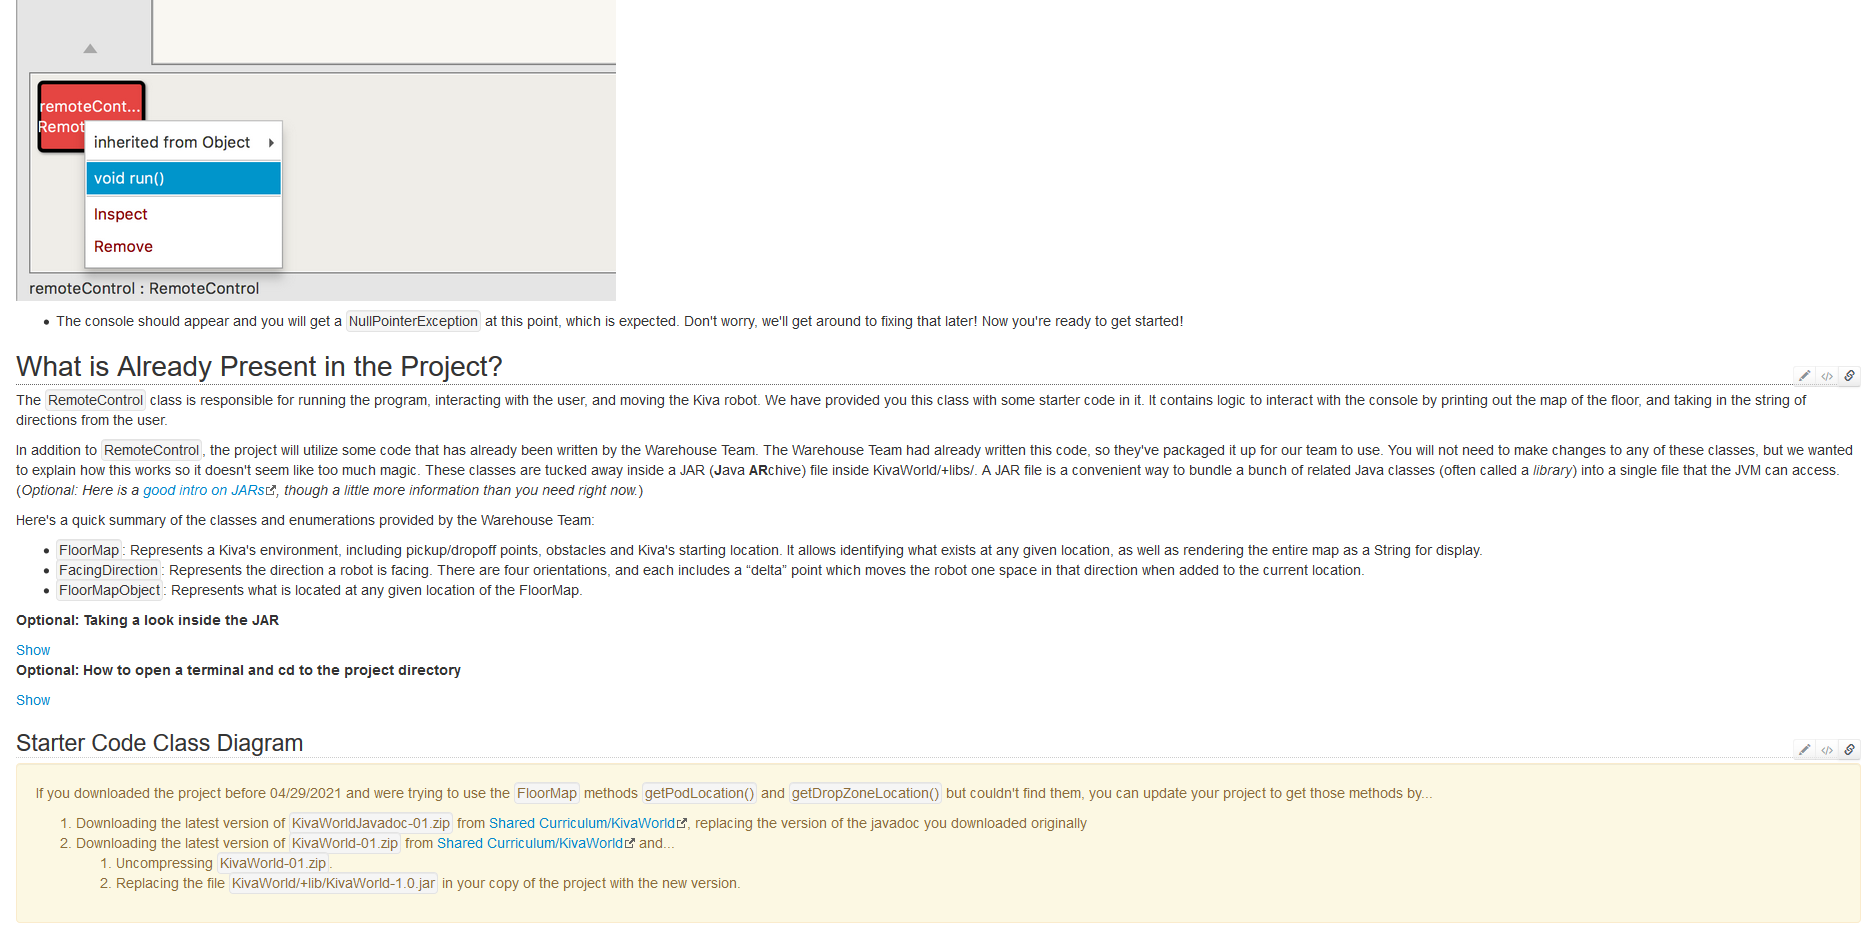 remoteCont...
Remot
inherited from Object
void run()
Inspect
Remove
remoteControl : RemoteControl
• The console should appear and you will get a NullPointerException at this point, which is expected. Don't worry, we'll get around to fixing that later! Now you're ready to get started!
What is Already Present in the Project?
The RemoteControl class is responsible for running the program, interacting with the user, and moving the Kiva robot. We have provided you this class with some starter code in it. It contains logic to interact with the console by printing out the map of the floor, and taking in the string of
directions from the user.
In addition to RemoteControl, the project will utilize some code that has already been written by the Warehouse Team. The Warehouse Team had already written this code, so they've packaged it up for our team to use. You will not need to make changes to any of these classes, but we wanted
to explain how this works so it doesn't seem like too much magic. These classes are tucked away inside a JAR (Java ARchive) file inside KivaWorld/+libs/. A JAR file is a convenient way to bundle a bunch of related Java classes (often called a library) into a single file that the JVM can access.
(Optional: Here is a good intro on JARs, though a little more information than you need right now.)
Here's a quick summary of the classes and enumerations provided by the Warehouse Team:
• FloorMap: Represents a Kiva's environment, including pickup/dropoff points, obstacles and Kiva's starting location. It allows identifying what exists at any given location, as well as rendering the entire map as a String for display.
• FacingDirection: Represents the direction a robot is facing. There are four orientations, and each includes a “delta” point which moves the robot one space in that direction when added to the current location.
• FloorMapObject: Represents what is located at any given location of the FloorMap.
Optional: Taking a look inside the JAR
Show
Optional: How to open a terminal and cd to the project directory
Show
Starter Code Class Diagram
If you downloaded the project before 04/29/2021 and were trying to use the FloorMap methods getPodLocation() and getDropZoneLocation() but couldn't find them, you can update your project to get those methods by...
1. Downloading the latest version of KivaWorldJavadoc-01.zip from Shared Curriculum/KivaWorld, replacing the version of the javadoc you downloaded originally
2. Downloading the latest version of KivaWorld-01.zip from Shared Curriculum/KivaWorld and...
1. Uncompressing KivaWorld-01.zip.
2. Replacing the file KivaWorld/+lib/KivaWorld-1.0.jar in your copy of the project with the new version.